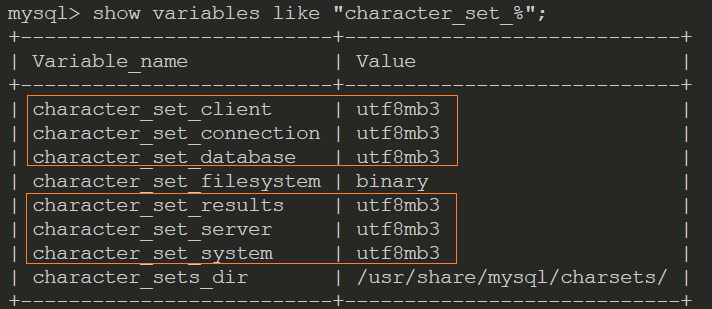 mysql> show variables like "character_set_%";
+--------------------------+----------------------------+
| Variable_name            | Value                      |
+--------------------------+----------------------------+
| character_set_client     | utf8mb3                    |
| character_set_connection | utf8mb3                    |
| character_set_database   | utf8mb3                    |
| character_set_filesystem | binary                     |
| character_set_results    | utf8mb3                    |
| character_set_server     | utf8mb3                    |
| character_set_system     | utf8mb3                    |
| character_sets_dir       | /usr/share/mysql/charsets/ |
+--------------------------+----------------------------+